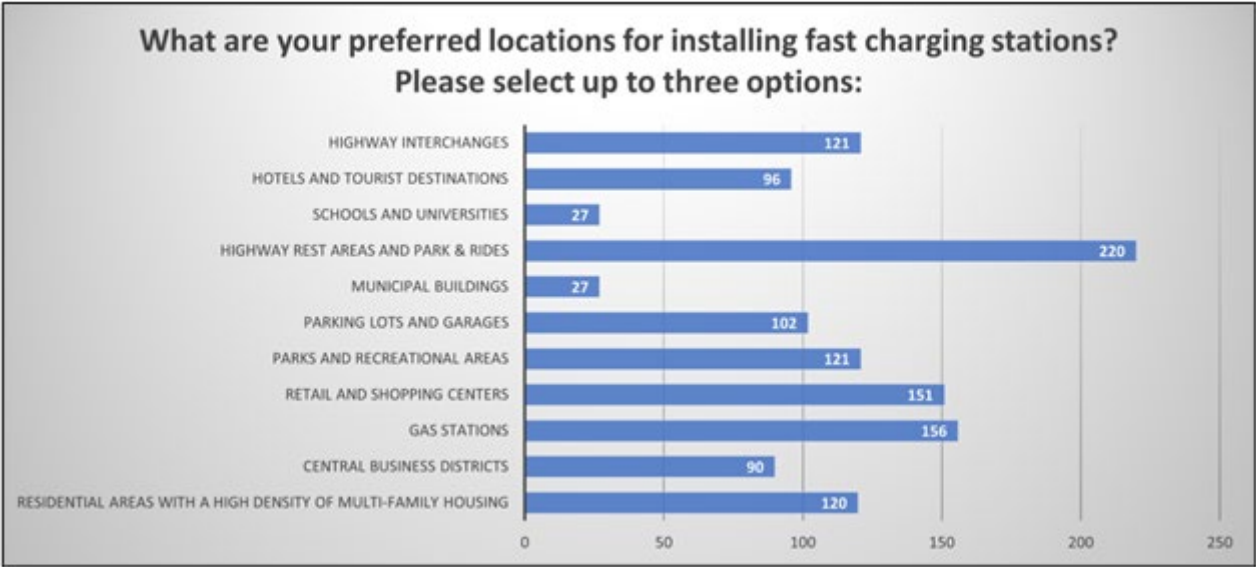 What are your preferred locations for installing fast charging stations?
Please select up to three options:
HIGHWAY INTERCHANGES 121
HOTELS AND TOURIST DESTINATIONS 96
SCHOOLS AND UNIVERSITIES 27
HIGHWAY REST AREAS AND PARK & RIDES 220
MUNICIPAL BUILDINGS 27
PARKING LOTS AND GARAGES 102
PARKS AND RECREATIONAL AREAS 121
RETAIL AND SHOPPING CENTERS 151
GAS STATIONS 156
CENTRAL BUSINESS DISTRICTS 90
RESIDENTIAL AREAS WITH A HIGH DENSITY OF MULTI-FAMILY HOUSING 120
0 50 100 150 200 250